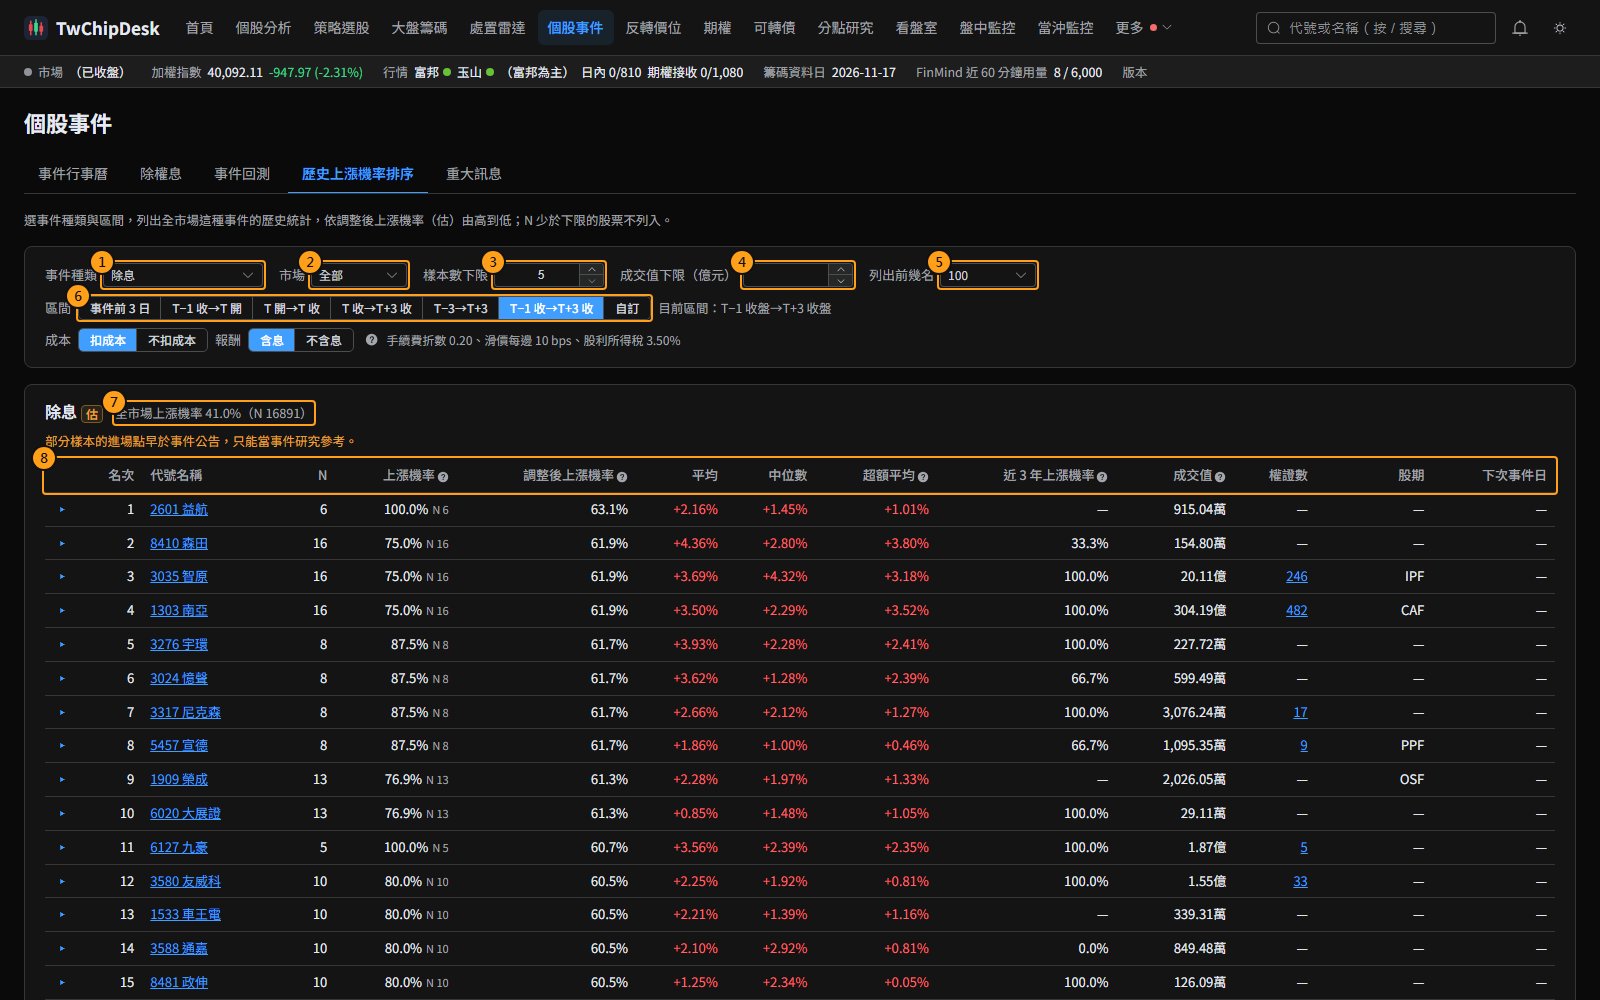 TwChipDesk 首頁 個股分析 策略選股 大盤籌碼 處置雷達 個股事件 反轉價位 期權 可轉債 分點研究 看盤室 盤中監控 當沖監控 更多 代號或名稱（按 / 搜尋）
市場 （已收盤） 加權指數 40,092.11 -947.97 (-2.31%) 行情 富邦 玉山 （富邦為主） 日內 0/810 期權接收 0/1,080 籌碼資料日 2026-11-17 FinMind 近 60 分鐘用量 8 / 6,000 版本
個股事件
事件行事曆 除權息 事件回測 歷史上漲機率排序 重大訊息
選事件種類與區間，列出全市場這種事件的歷史統計，依調整後上漲機率（估）由高到低；N 少於下限的股票不列入。
1 2 3 4 5
事件種類 除息 市場 全部 樣本數下限 5 成交值下限（億元） 列出前幾名 100
6
區間 事件前 3 日 T−1 收→T 開 T 開→T 收 T 收→T+3 收 T−3→T+3 T−1 收→T+3 收 自訂 目前區間：T−1 收盤→T+3 收盤
成本 扣成本 不扣成本 報酬 含息 不含息 ? 手續費折數 0.20、滑價每邊 10 bps、股利所得稅 3.50%
7
除息 估 全市場上漲機率 41.0%（N 16891）
部分樣本的進場點早於事件公告，只能當事件研究參考。
8
名次 代號名稱 N 上漲機率 ? 調整後上漲機率 ? 平均 中位數 超額平均 ? 近 3 年上漲機率 ? 成交值 ? 權證數 股期 下次事件日
1 2601 益航 6 100.0% N 6 63.1% +2.16% +1.45% +1.01% — 915.04萬 — — —
2 8410 森田 16 75.0% N 16 61.9% +4.36% +2.80% +3.80% 33.3% 154.80萬 — — —
3 3035 智原 16 75.0% N 16 61.9% +3.69% +4.32% +3.18% 100.0% 20.11億 246 IPF —
4 1303 南亞 16 75.0% N 16 61.9% +3.50% +2.29% +3.52% 100.0% 304.19億 482 CAF —
5 3276 宇環 8 87.5% N 8 61.7% +3.93% +2.28% +2.41% 100.0% 227.72萬 — — —
6 3024 憶聲 8 87.5% N 8 61.7% +3.62% +1.28% +2.39% 66.7% 599.49萬 — — —
7 3317 尼克森 8 87.5% N 8 61.7% +2.66% +2.12% +1.27% 100.0% 3,076.24萬 17 — —
8 5457 宣德 8 87.5% N 8 61.7% +1.86% +1.00% +0.46% 66.7% 1,095.35萬 9 PPF —
9 1909 榮成 13 76.9% N 13 61.3% +2.28% +1.97% +1.33% — 2,026.05萬 — OSF —
10 6020 大展證 13 76.9% N 13 61.3% +0.85% +1.48% +1.05% 100.0% 29.11萬 — — —
11 6127 九豪 5 100.0% N 5 60.7% +3.56% +2.39% +2.35% 100.0% 1.87億 5 — —
12 3580 友威科 10 80.0% N 10 60.5% +2.25% +1.92% +0.81% 100.0% 1.55億 33 — —
13 1533 車王電 10 80.0% N 10 60.5% +2.21% +1.39% +1.16% — 339.31萬 — — —
14 3588 通嘉 10 80.0% N 10 60.5% +2.10% +2.92% +0.81% 0.0% 849.48萬 — — —
15 8481 政伸 10 80.0% N 10 60.5% +1.25% +2.34% +0.05% 100.0% 126.09萬 — — —